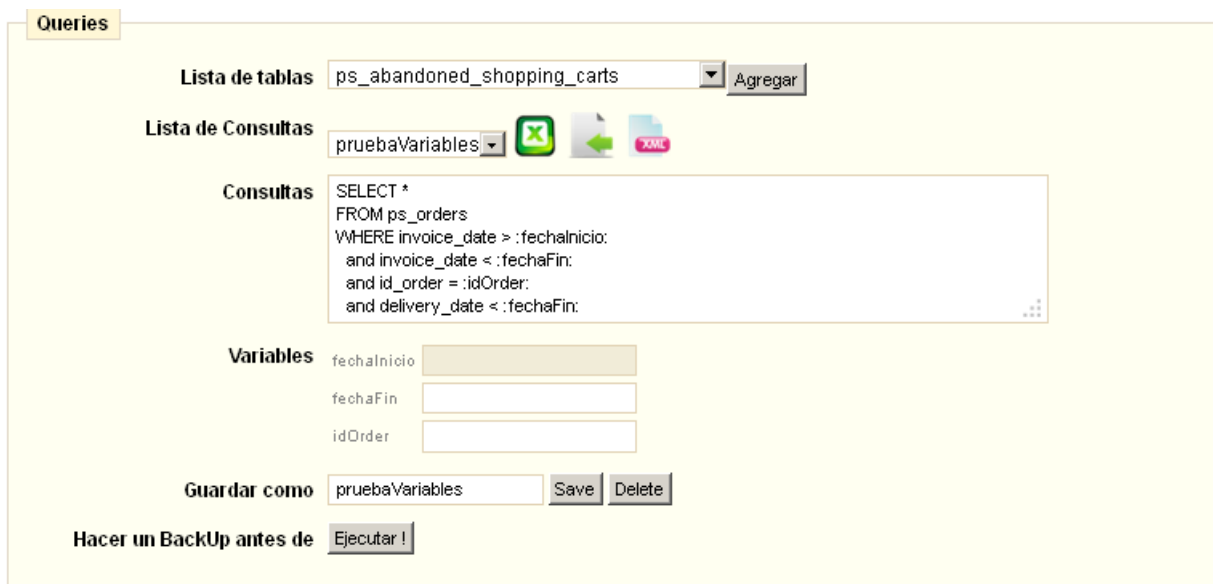 Queries
Lista de tablas ps_abandoned_shopping_carts Agregar
Lista de Consultas pruebaVariables XML
Consultas SELECT *
FROM ps_orders
WHERE invoice_date > :fechaInicio:
and invoice_date < :fechaFin:
and id_order = :idOrder:
and delivery_date < :fechaFin:
Variables fechaInicio
fechaFin
idOrder
Guardar como pruebaVariables Save Delete
Hacer un BackUp antes de Ejecutar !